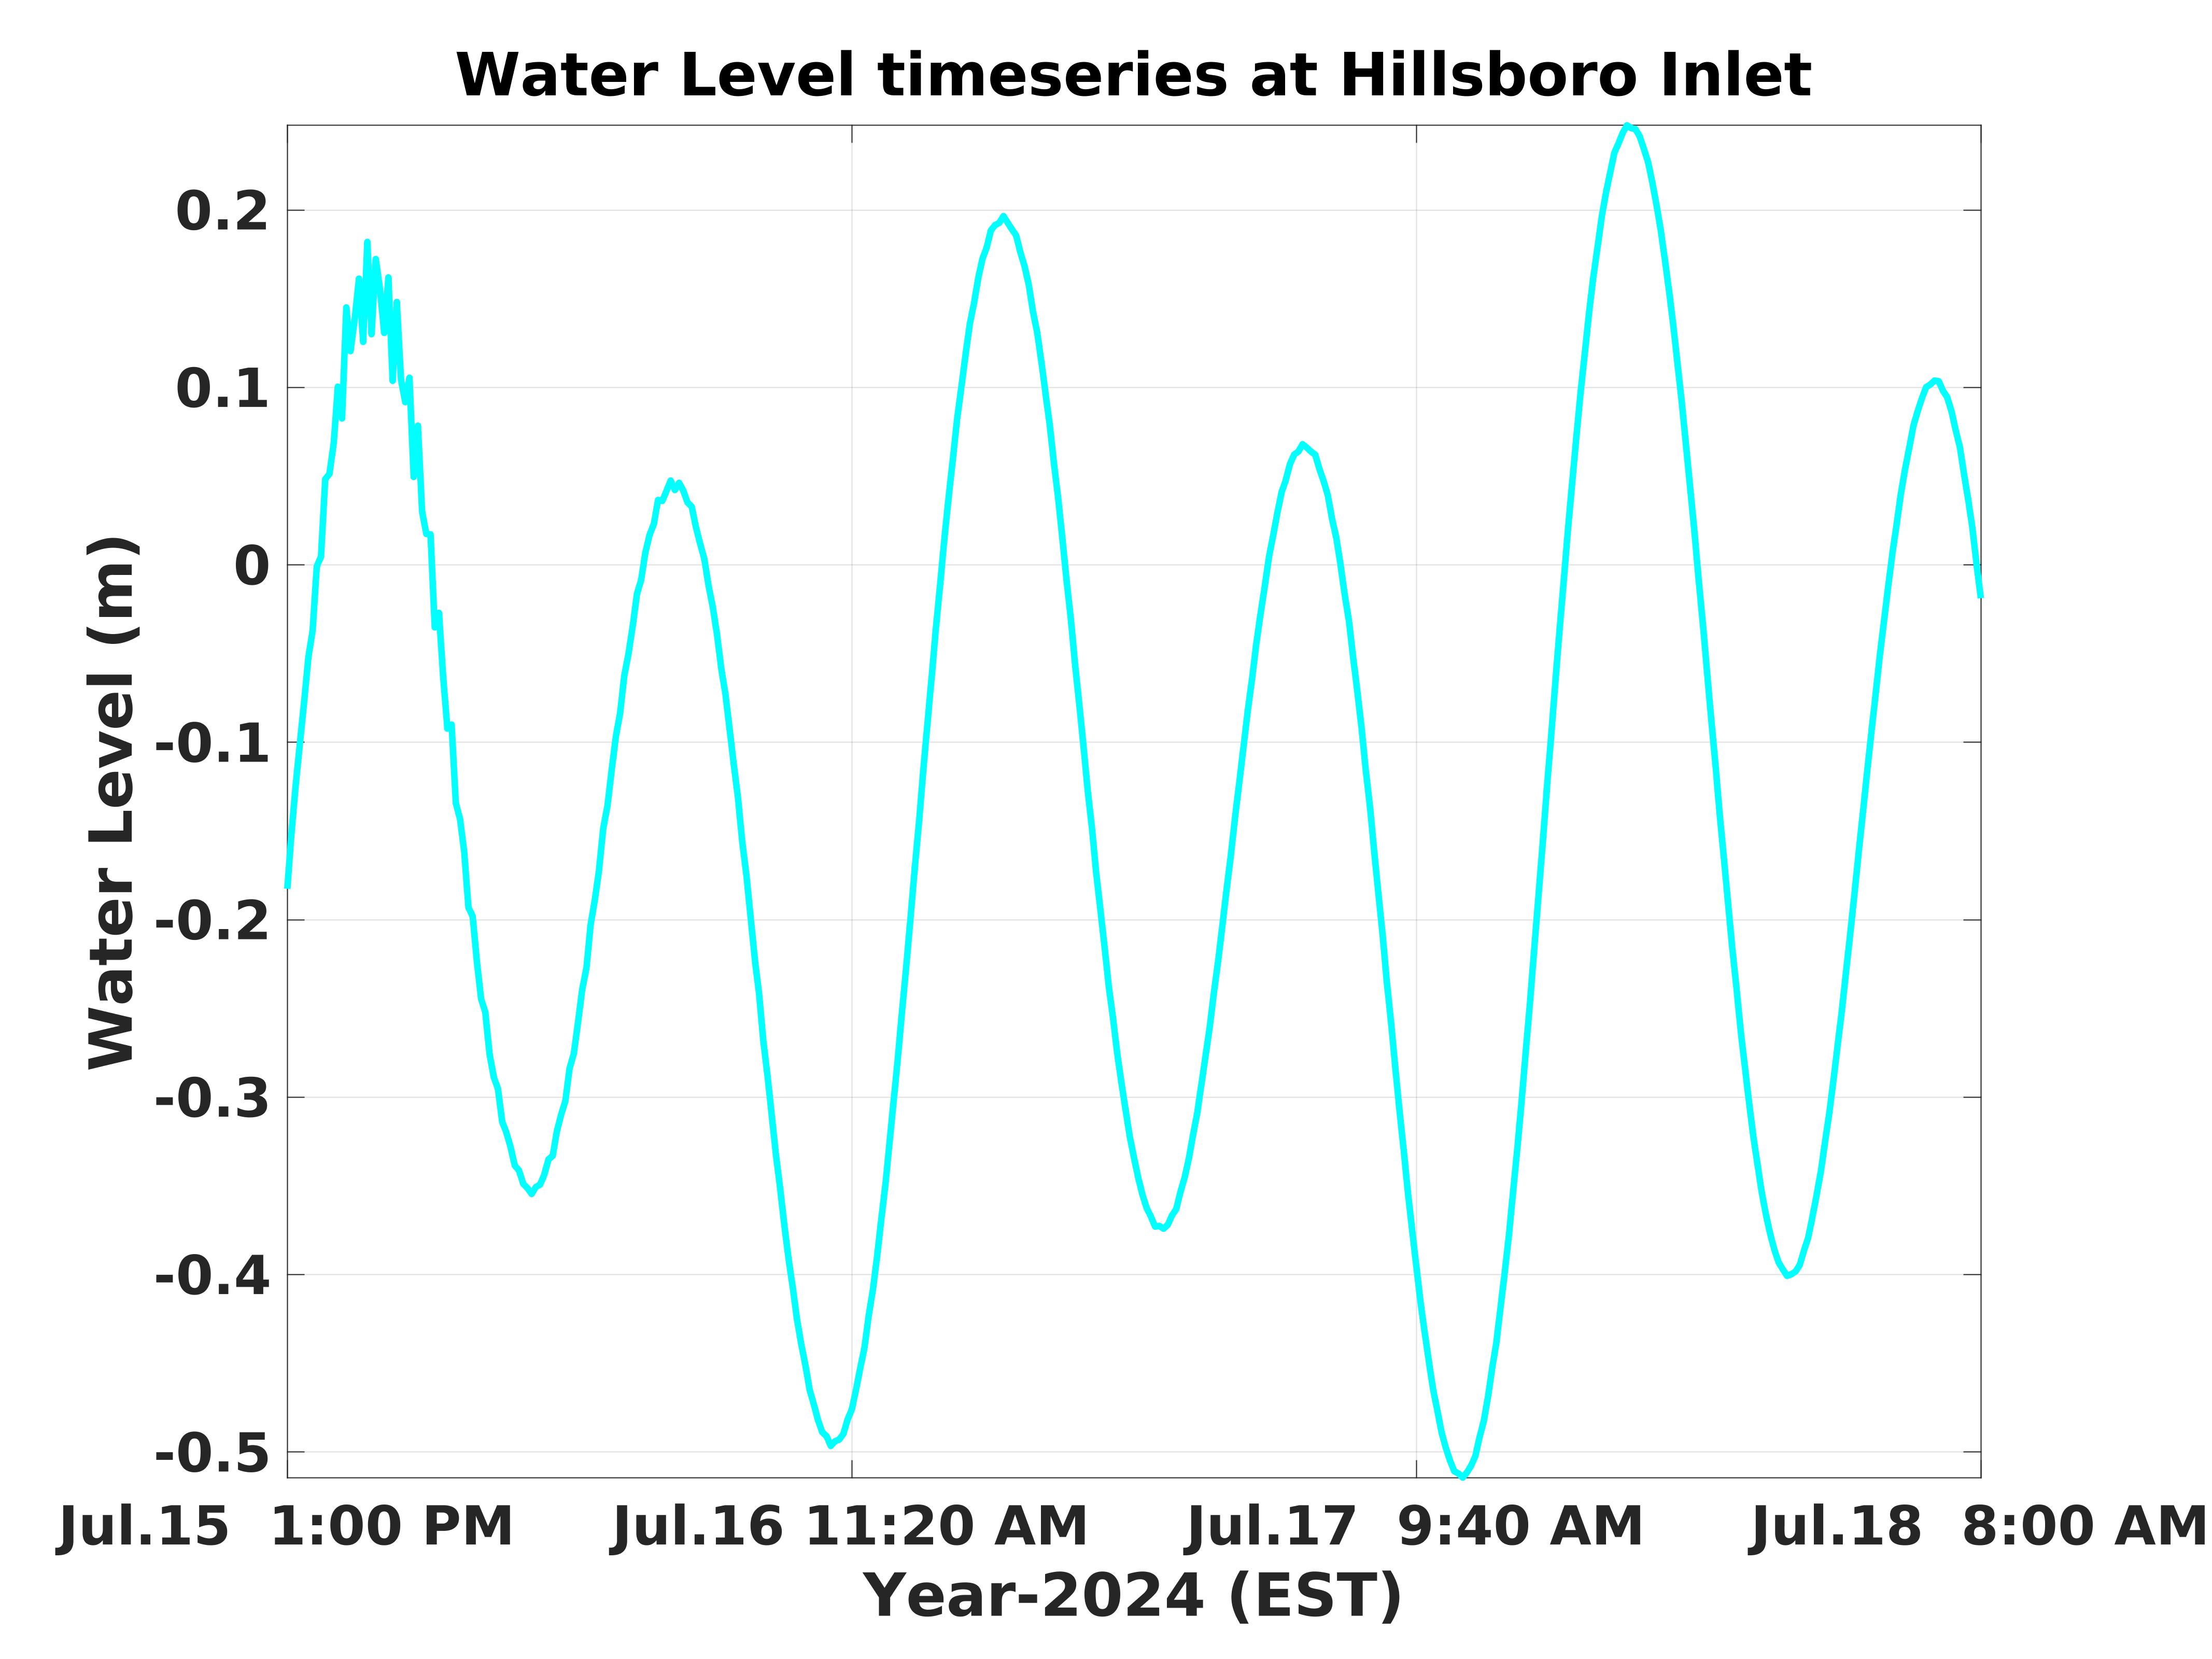 Water Level timeseries at Hillsboro Inlet
0.2
0.1
0
-0.1
-0.2
-0.3
-0.4
-0.5
Water Level (m)
Jul.15 1:00 PM Jul.16 11:20 AM Jul.17 9:40 AM Jul.18 8:00 AM
Year-2024 (EST)